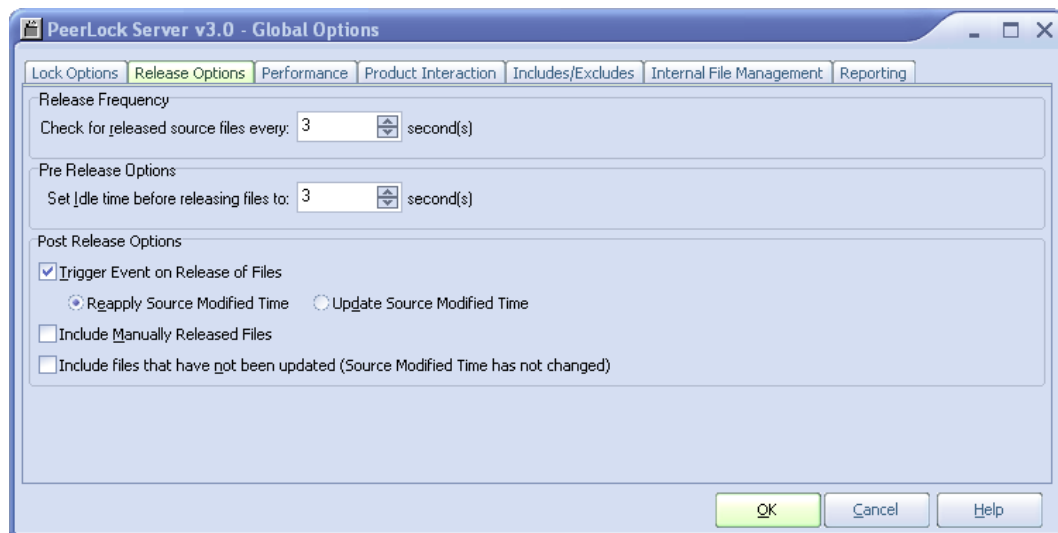 PeerLock Server v3.0 - Global Options
Lock Options Release Options Performance Product Interaction Includes/Excludes Internal File Management Reporting
Release Frequency
Check for released source files every: 3 second(s)
Pre Release Options
Set Idle time before releasing files to: 3 second(s)
Post Release Options
Trigger Event on Release of Files
Reapply Source Modified Time Update Source Modified Time
Include Manually Released Files
Include files that have not been updated (Source Modified Time has not changed)
OK Cancel Help